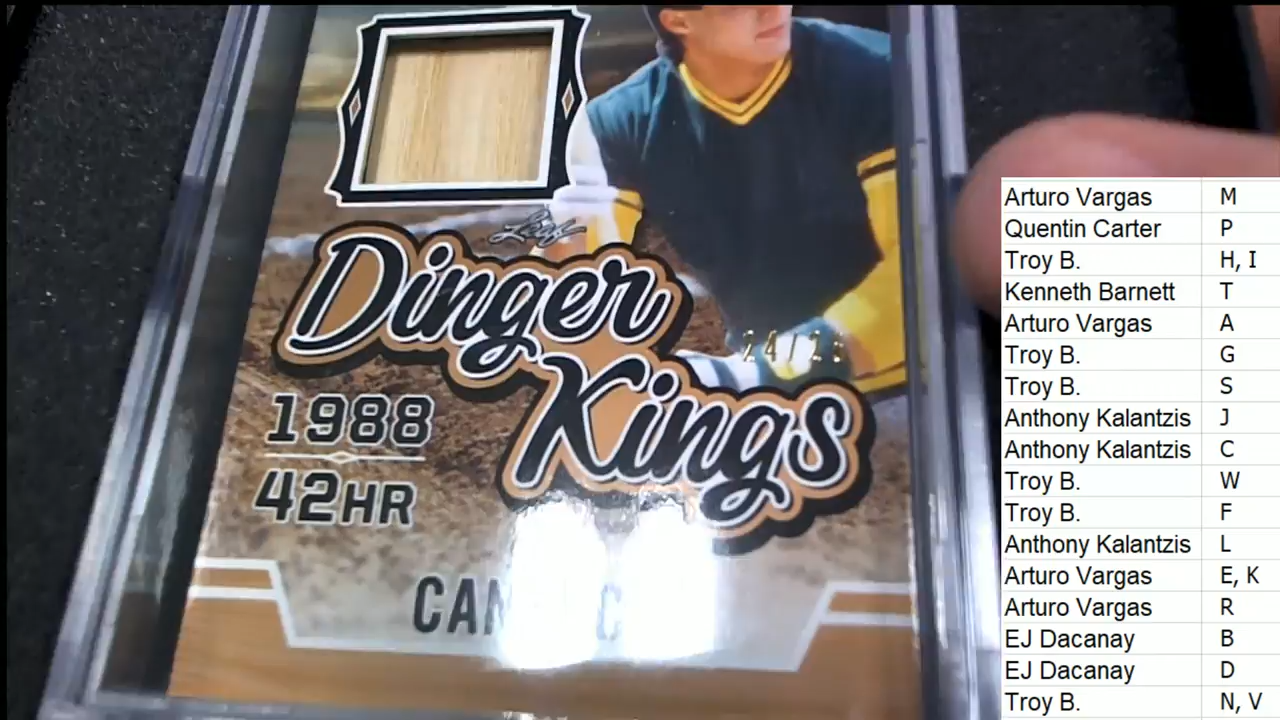 Leaf
Dinger
Kings
24/
1988
42HR
Arturo Vargas M
Quentin Carter P
Troy B. H, I
Kenneth Barnett T
Arturo Vargas A
Troy B. G
Troy B. S
Anthony Kalantzis J
Anthony Kalantzis C
Troy B. W
Troy B. F
Anthony Kalantzis L
Arturo Vargas E, K
Arturo Vargas R
EJ Dacanay B
EJ Dacanay D
Troy B. N, V